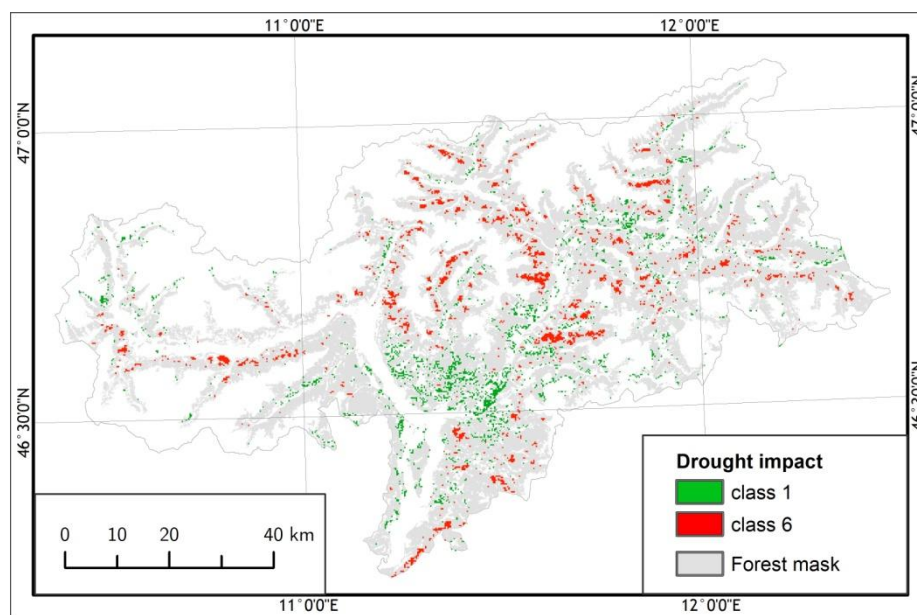 11°0'0"E 12°0'0"E
47°0'0"N 47°0'0"N
46°30'0"N 46°30'0"N
Drought impact
class 1
class 6
Forest mask
0 10 20 40 km
11°0'0"E 12°0'0"E